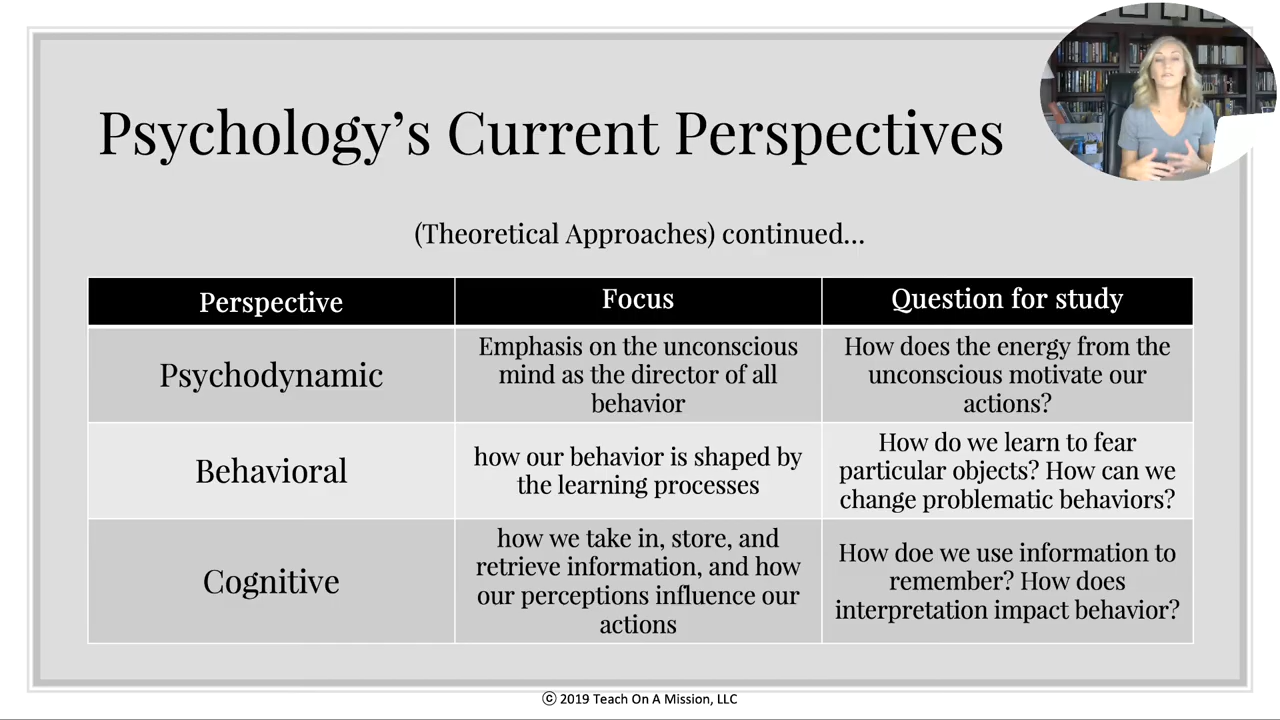 Psychology's Current Perspectives
(Theoretical Approaches) continued...
Perspective
Focus
Question for study
Psychodynamic
Emphasis on the unconscious
mind as the director of all
behavior
How does the energy from the
unconscious motivate our
actions?
Behavioral
how our behavior is shaped by
the learning processes
How do we learn to fear
particular objects? How can we
change problematic behaviors?
Cognitive
how we take in, store, and
retrieve information, and how
our perceptions influence our
actions
How doe we use information to
remember? How does
interpretation impact behavior?
© 2019 Teach On A Mission, LLC